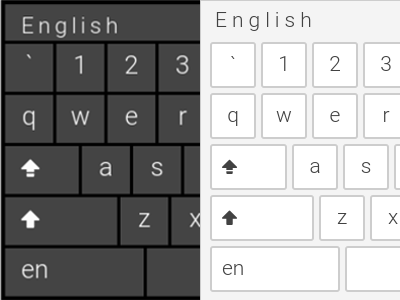 English
` 1 2 3
q w e r
a s
z x
en
English
` 1 2 3
q w e r
a s
z x
en